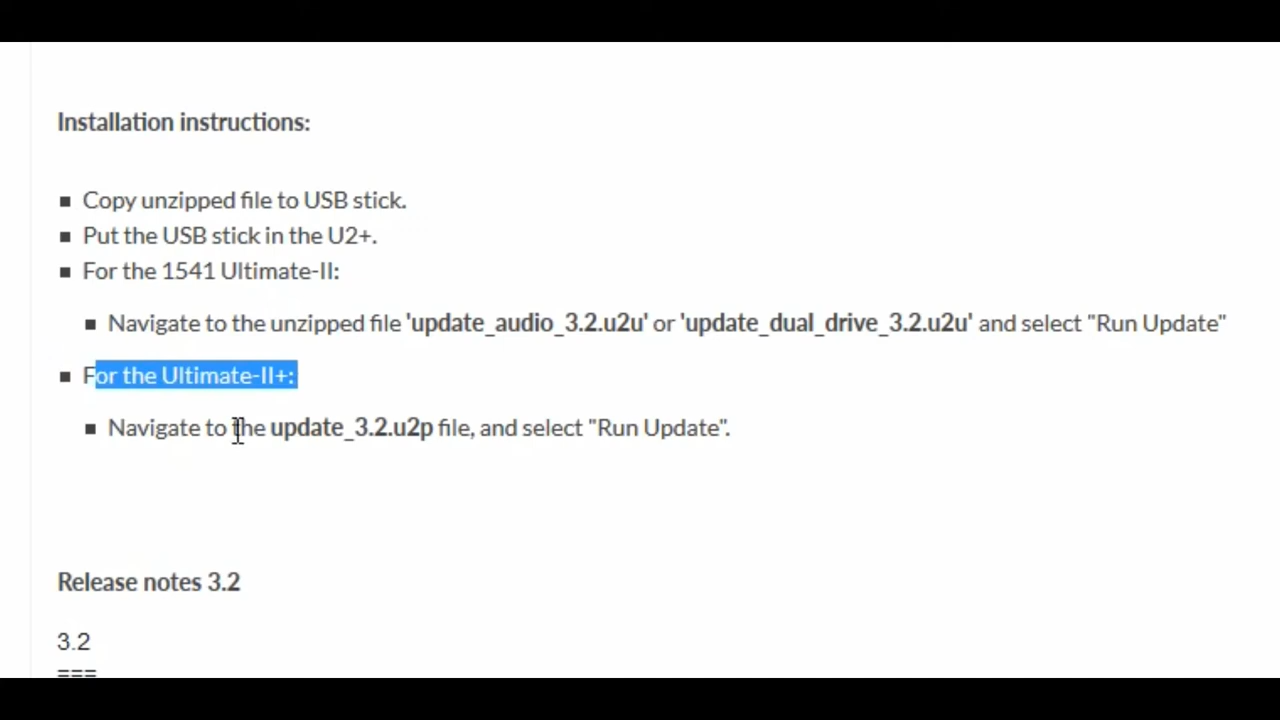 Installation instructions:
Copy unzipped file to USB stick.
Put the USB stick in the U2+.
For the 1541 Ultimate-II:
Navigate to the unzipped file 'update_audio_3.2.u2u' or 'update_dual_drive_3.2.u2u' and select "Run Update"
For the Ultimate-II+:
Navigate to the update_3.2.u2p file, and select "Run Update".
Release notes 3.2
3.2
===